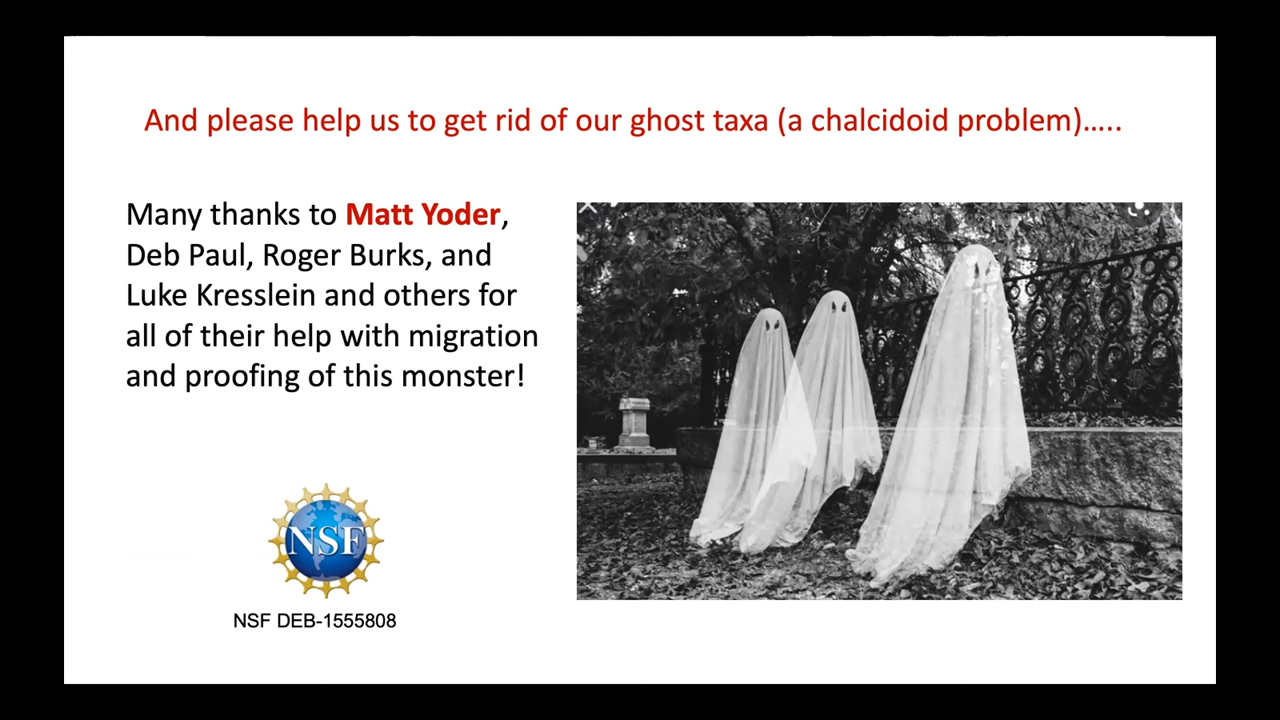 And please help us to get rid of our ghost taxa (a chalcidoid problem).....
Many thanks to Matt Yoder,
Deb Paul, Roger Burks, and
Luke Kresslein and others for
all of their help with migration
and proofing of this monster!
NSF
NSF DEB-1555808